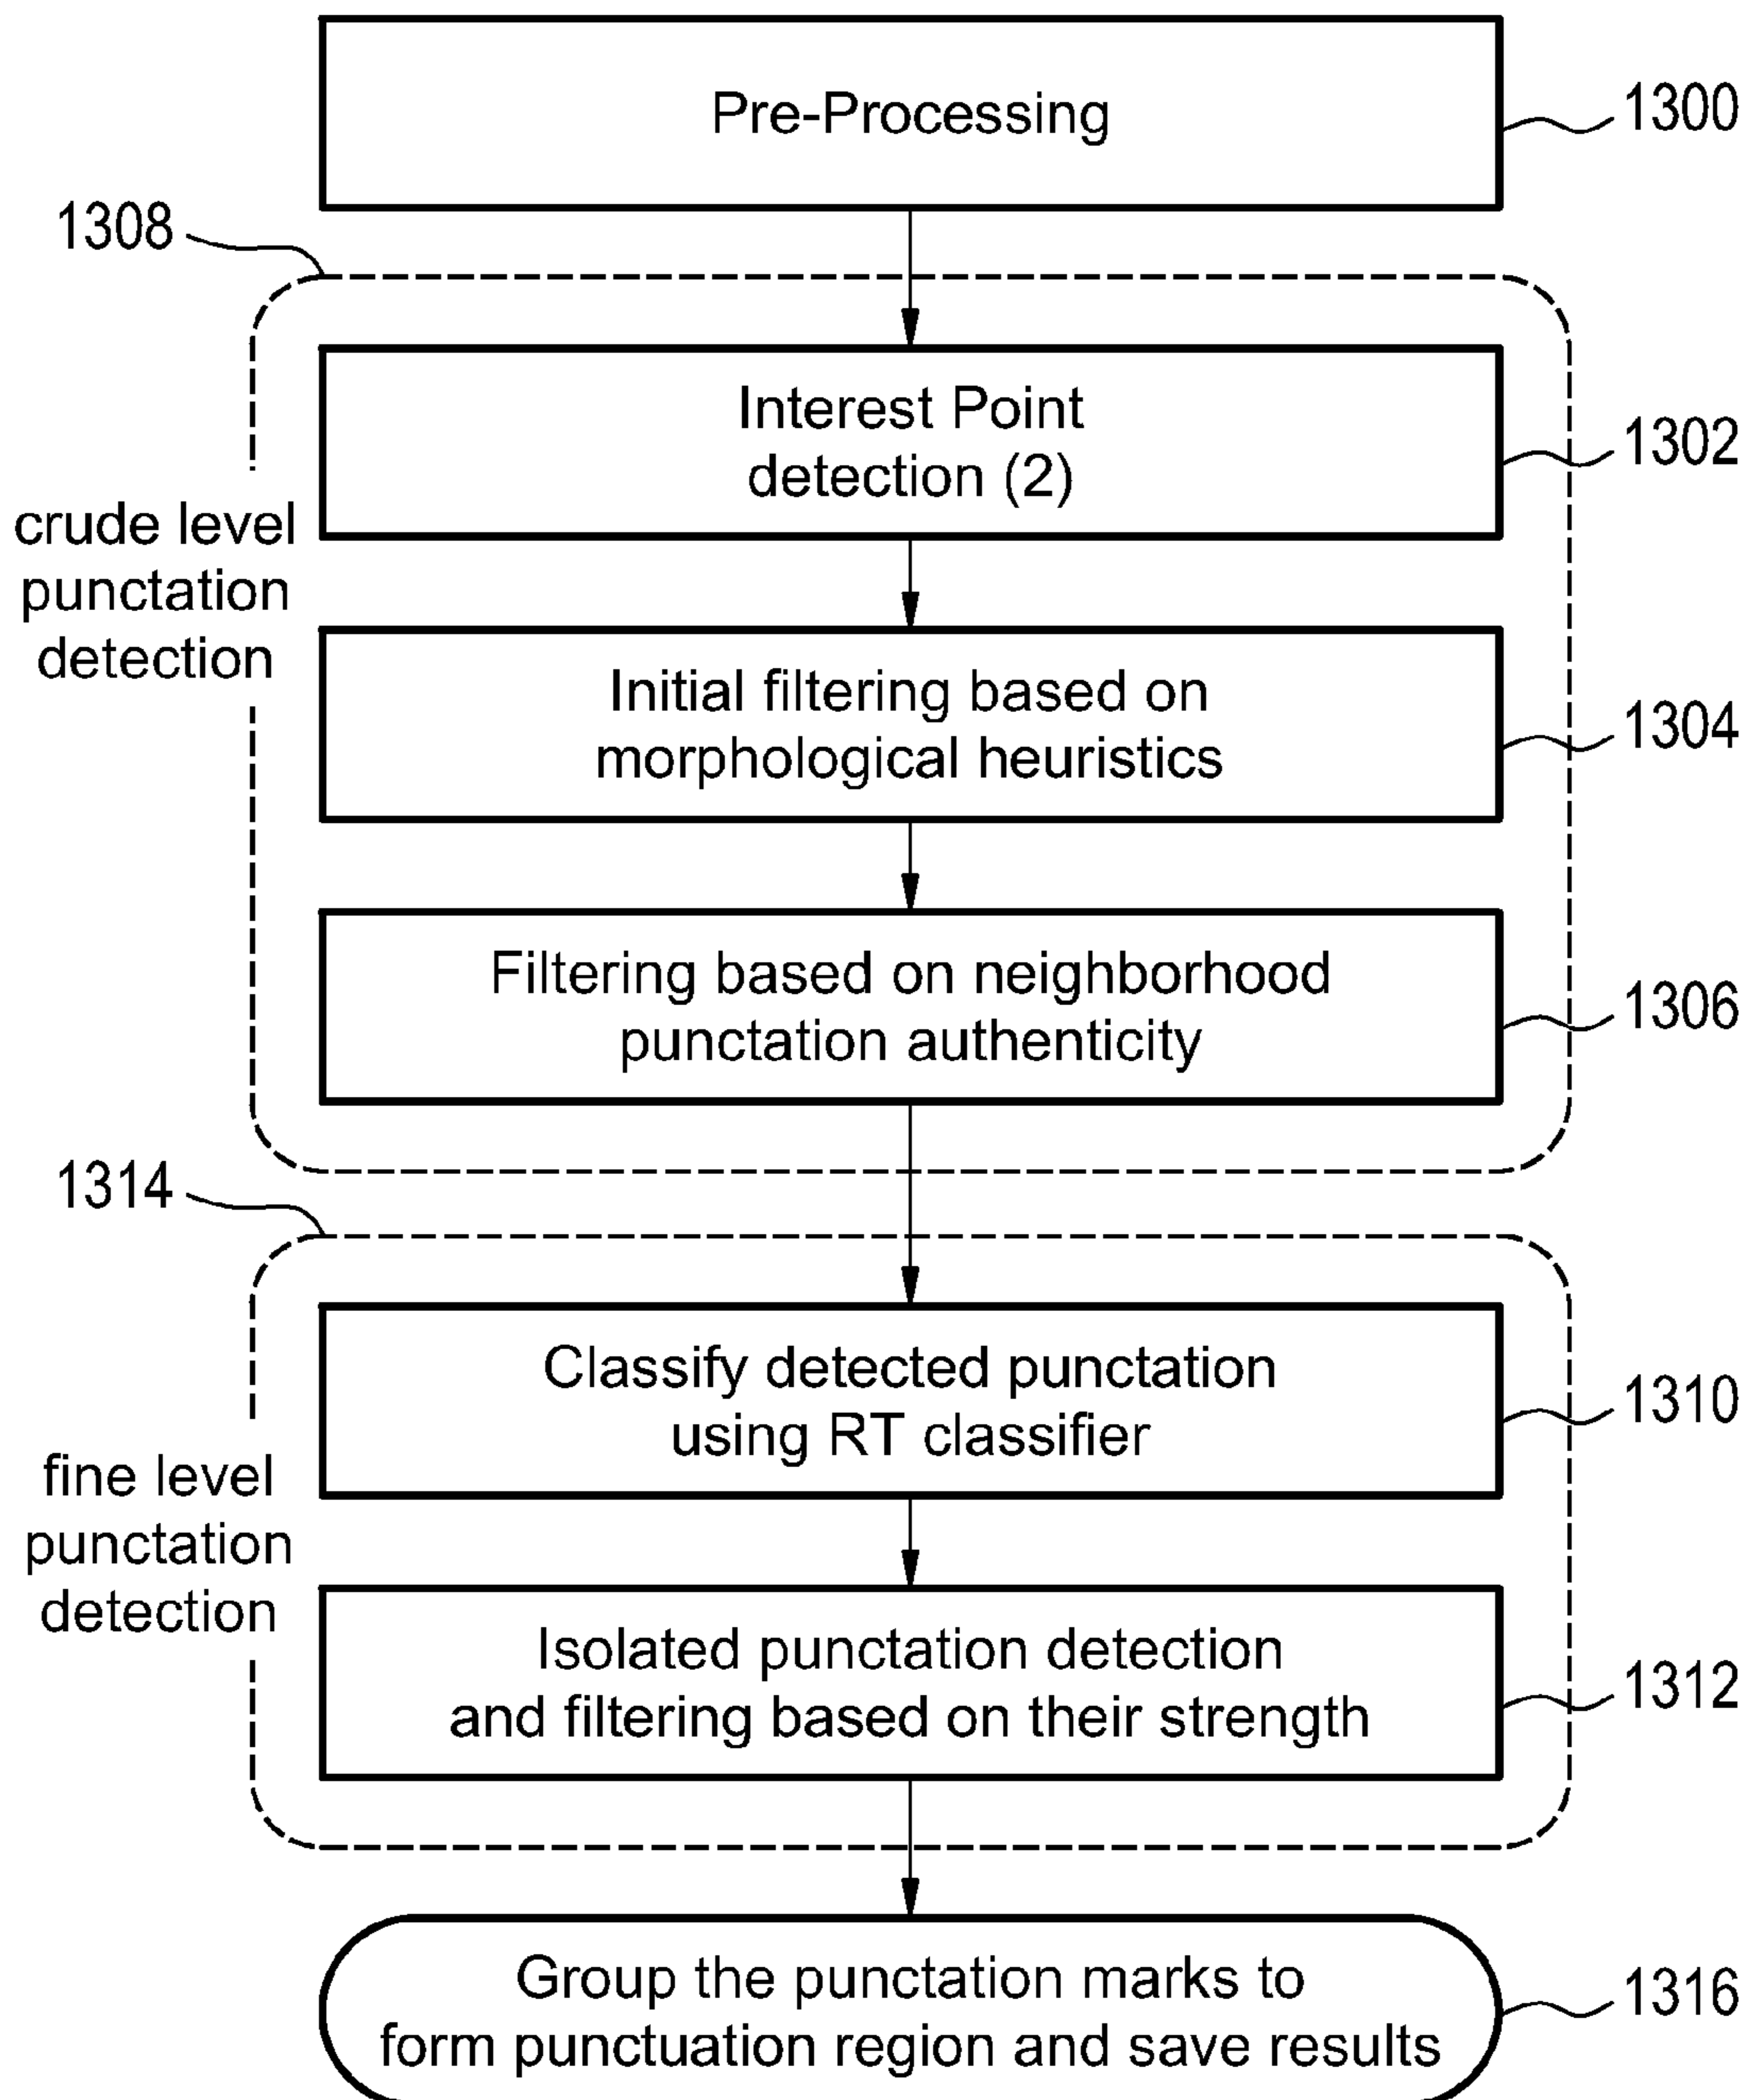 Pre-Processing
1300
1308
Interest Point
detection (2)
1302
crude level
punctation
detection
Initial filtering based on
morphological heuristics
1304
Filtering based on neighborhood
punctation authenticity
1306
1314
Classify detected punctation
using RT classifier
1310
fine level
punctation
detection
Isolated punctation detection
and filtering based on their strength
1312
Group the punctation marks to
form punctuation region and save results
1316